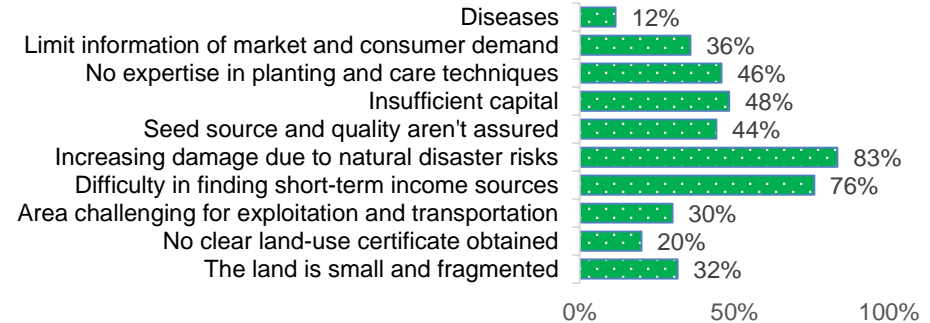 Diseases 12%
Limit information of market and consumer demand 36%
No expertise in planting and care techniques 46%
Insufficient capital 48%
Seed source and quality aren't assured 44%
Increasing damage due to natural disaster risks 83%
Difficulty in finding short-term income sources 76%
Area challenging for exploitation and transportation 30%
No clear land-use certificate obtained 20%
The land is small and fragmented 32%
0% 50% 100%